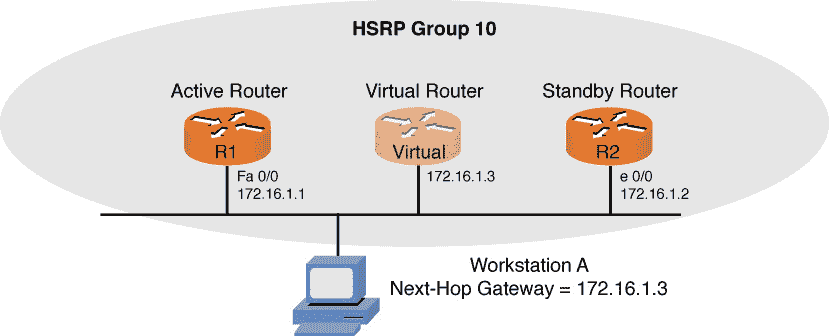 HSRP Group 10
Active Router
Virtual Router
Standby Router
R1
Virtual
R2
Fa 0/0
172.16.1.1
172.16.1.3
e 0/0
172.16.1.2
Workstation A
Next-Hop Gateway = 172.16.1.3